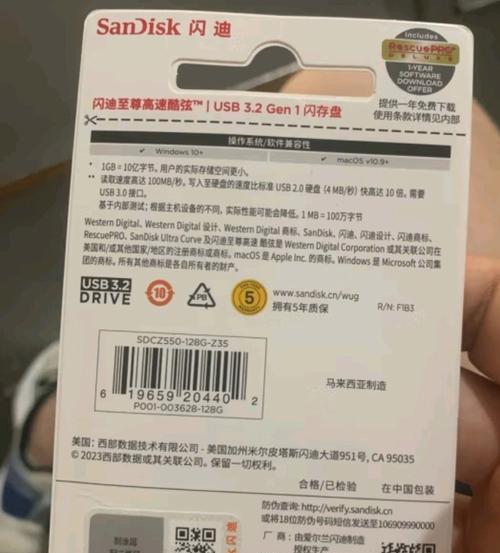 SanDisk 闪迪
Includes
RescuePRO®
DELUXE
1-YEAR
SOFTWARE
DOWNLOAD
OFFER
提供一年免费下载
使用条款详情见内部
闪迪至尊高速酷弦™ | USB 3.2 Gen 1 闪存盘
操作系统/软件兼容性
✓ Windows 10+
✓ macOS v10.9+
* 1GB = 10亿字节。用户的实际存储空间更小。
** 读取速度高达 100MB/秒。写入至硬盘的速度比标准 USB 2.0 硬盘 (4 MB/秒) 快高达 10 倍。需要
USB 3.0 接口。
基于内部测试；根据主机设备的不同，实际性能可能会降低。1 MB = 100万字节
Western Digital、Western Digital 设计、Western Digital 商标、SanDisk、闪迪、闪迪设计、闪迪商标、
RescuePRO、SanDisk Ultra Curve 及闪迪至尊高速 酷弦是 Western Digital Corporation 或其关联公司在
美国和/或其他国家/地区的注册商标或商标。macOS 是 Apple Inc. 的商标。Windows 是 Microsoft 公司集
团的商标。所有其他商标是各自所有者的财产。
USB 3.2
DRIVE
10
PB
5
www.sandisk.cn/wug
拥有5年质保
R/N: F1B3
SDCZ550-128G-Z35
6 19659 20440 2
P001-003628-128G
马来西亚制造
美国: 西部数据技术有限公司 - 美国加州米尔皮塔斯闪迪大道951号, CA 95035
© 2023西部数据或其关联公司。保留一切权利。
合格/已检验
在中国包装
防伪查询: http://verify.sandisk.cn
或将18位防伪号码短信发送至106909990000
厂 商: 由爱尔兰闪迪制造
授权生产
刮涂层